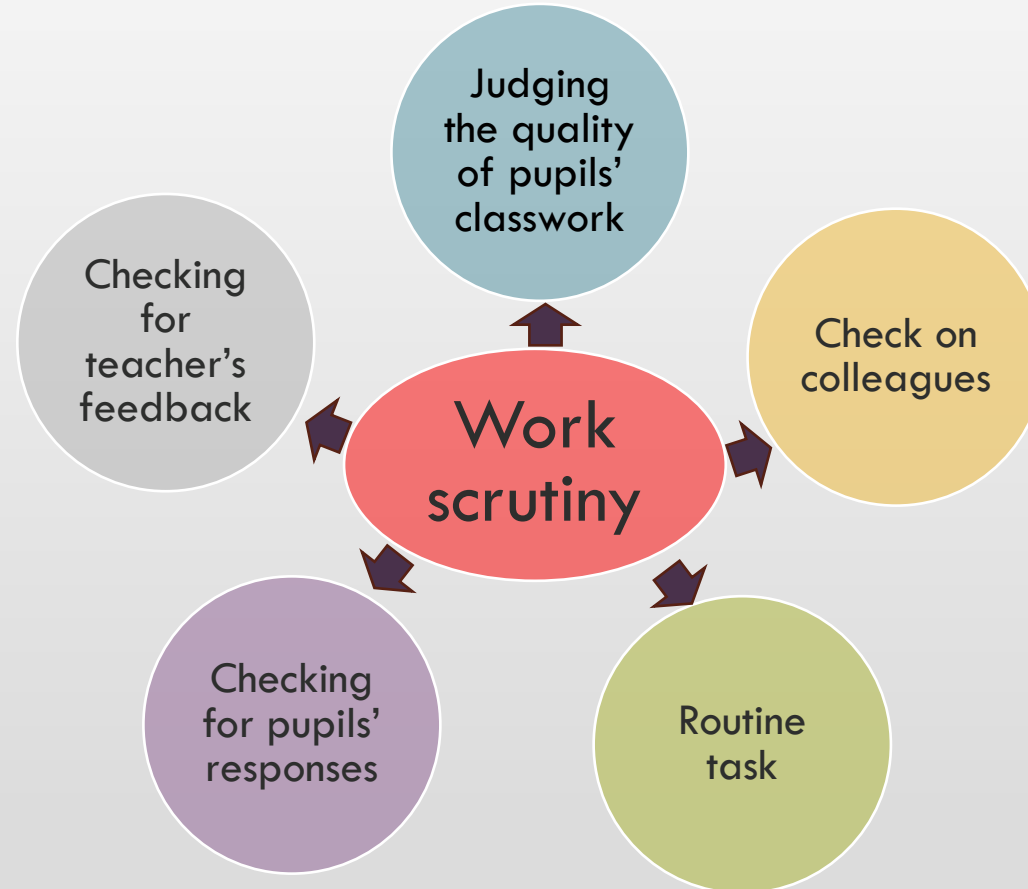 Judging
the quality
of pupils’
classwork
Checking
for
teacher’s
feedback
Check on
colleagues
Work
scrutiny
Checking
for pupils’
responses
Routine
task